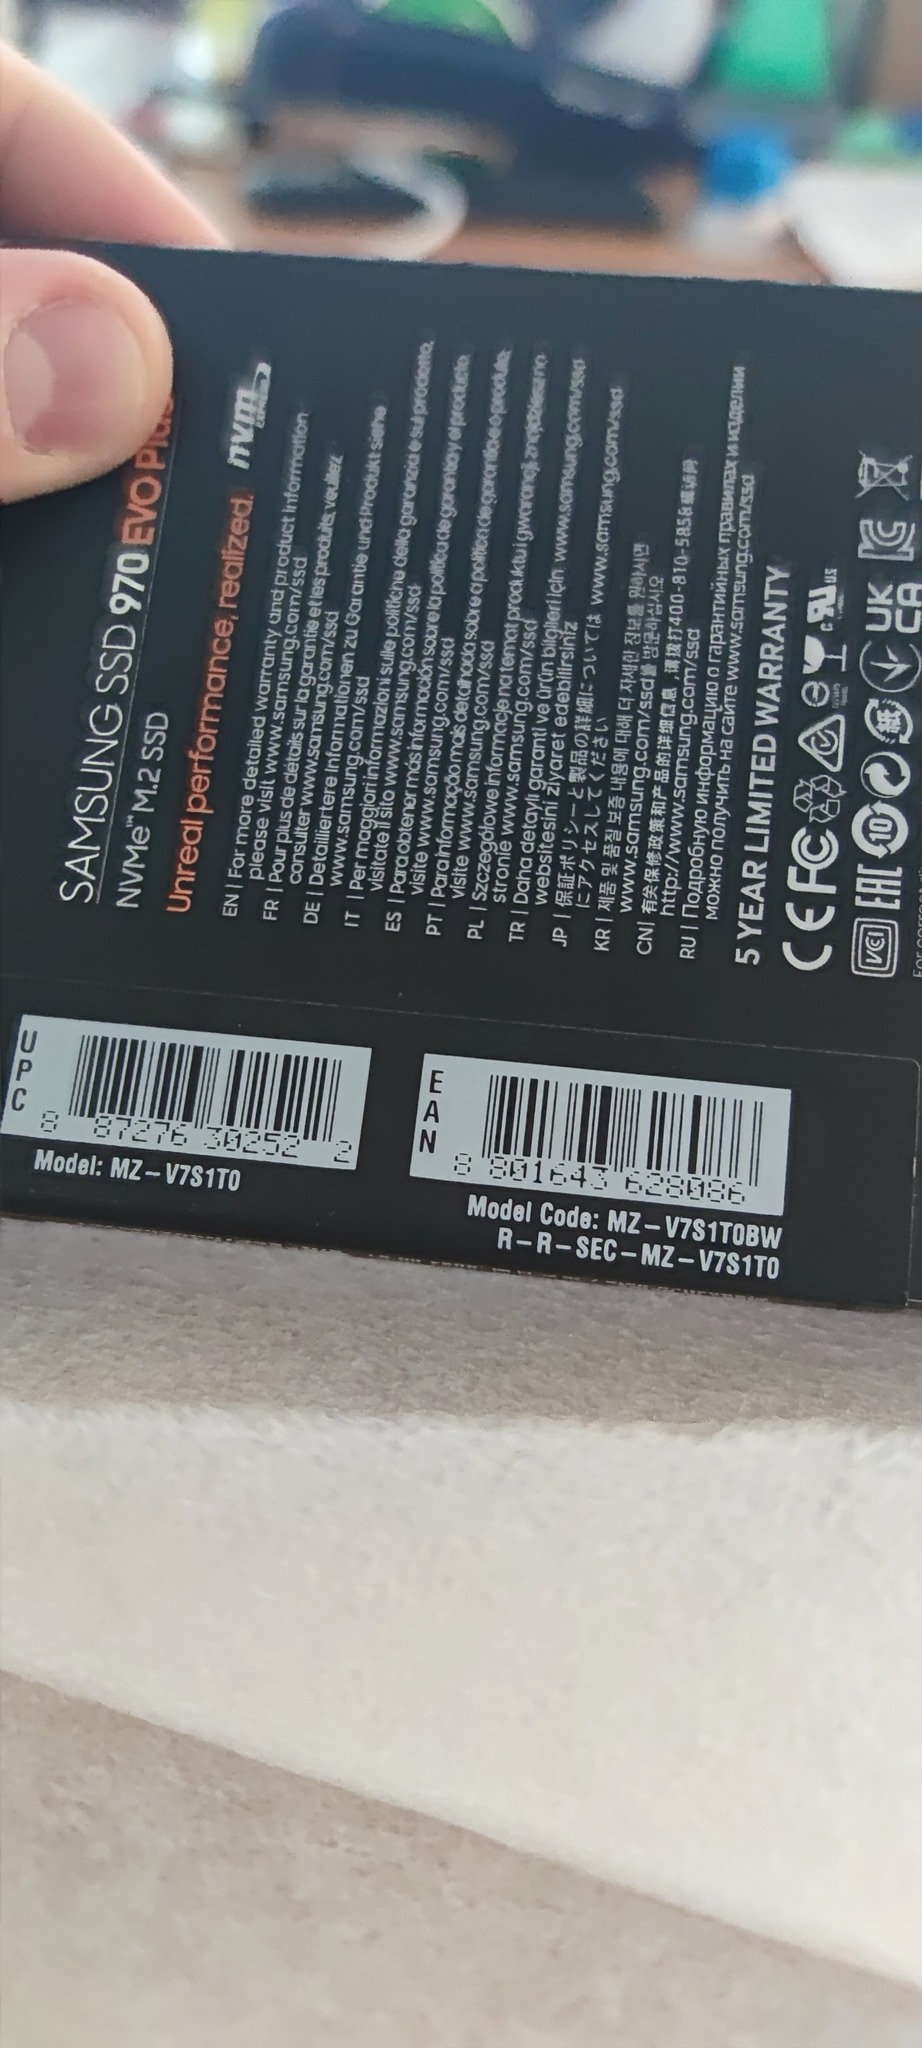 SAMSUNG SSD 970 EVO Plus
NVMe™ M.2 SSD
Unreal performance, realized.
nvm
EXPRESS
EN | For more detailed warranty and product information
please visit www.samsung.com/ssd
FR | Pour plus de détails sur la garantie et les produits, veuillez
consulter www.samsung.com/ssd
DE | Detailliertere Informationen zu Garantie und Produkt siehe
www.samsung.com/ssd
IT | Per maggiori informazioni sulle politiche della garanzia e sul prodotto,
visitate il sito www.samsung.com/ssd
ES | Para obtener más información sobre la política de garantía y el producto,
visite www.samsung.com/ssd
PT | Para informação mais detalhada sobre a política de garantia e o produto,
visite www.samsung.com/ssd
PL | Szczegółowe informacje na temat produktu i gwarancji znajdziesz na
stronie www.samsung.com/ssd
TR | Daha detaylı garanti ve ürün bilgileri için www.samsung.com/ssd
websitesini ziyaret edebilirsiniz
JP | 保証ポリシーと製品の詳細については www.samsung.com/ssd
にアクセスしてください
KR | 제품 및 품질 보증 내용에 대해 더 자세한 정보를 원하시면
www.samsung.com/ssd를 방문하십시오
CN | 有关保修政策和产品的详细信息,请拨打400-810-5858或访问
http://www.samsung.com/ssd
RU | Подробную информацию о гарантийных правилах и изделии
можно получить на сайте www.samsung.com/ssd
5 YEAR LIMITED WARRANTY
CE FC
VCCI EAC 10
UK
CA
UPC
8 87276 30252 2
Model: MZ-V7S1T0
EAN
8 801643 628086
Model Code: MZ-V7S1T0BW
R-R-SEC-MZ-V7S1T0